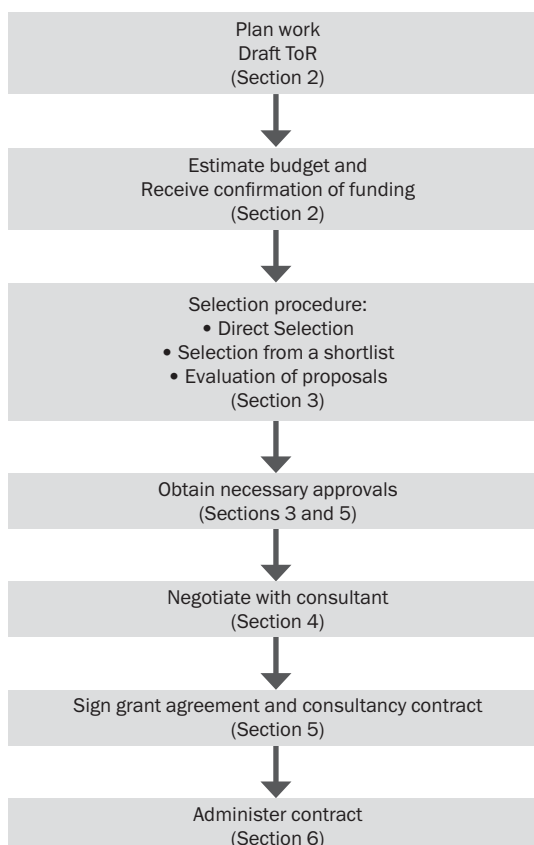 Plan work
Draft ToR
(Section 2)
Estimate budget and
Receive confirmation of funding
(Section 2)
Selection procedure:
• Direct Selection
• Selection from a shortlist
• Evaluation of proposals
(Section 3)
Obtain necessary approvals
(Sections 3 and 5)
Negotiate with consultant
(Section 4)
Sign grant agreement and consultancy contract
(Section 5)
Administer contract
(Section 6)